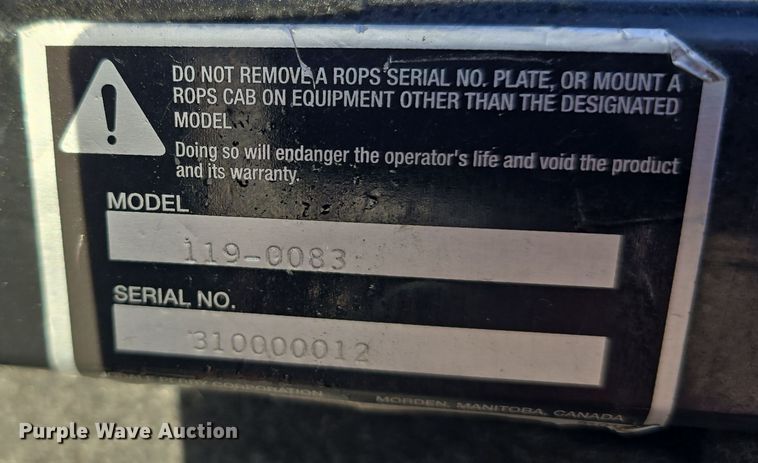 DO NOT REMOVE A ROPS SERIAL NO. PLATE, OR MOUNT A
ROPS CAB ON EQUIPMENT OTHER THAN THE DESIGNATED
MODEL
Doing so will endanger the operator's life and void the product
and its warranty.
MODEL
119-0083
SERIAL NO.
310000012
CORPORATION MORDEN, MANITOBA, CANADA
Purple Wave Auction